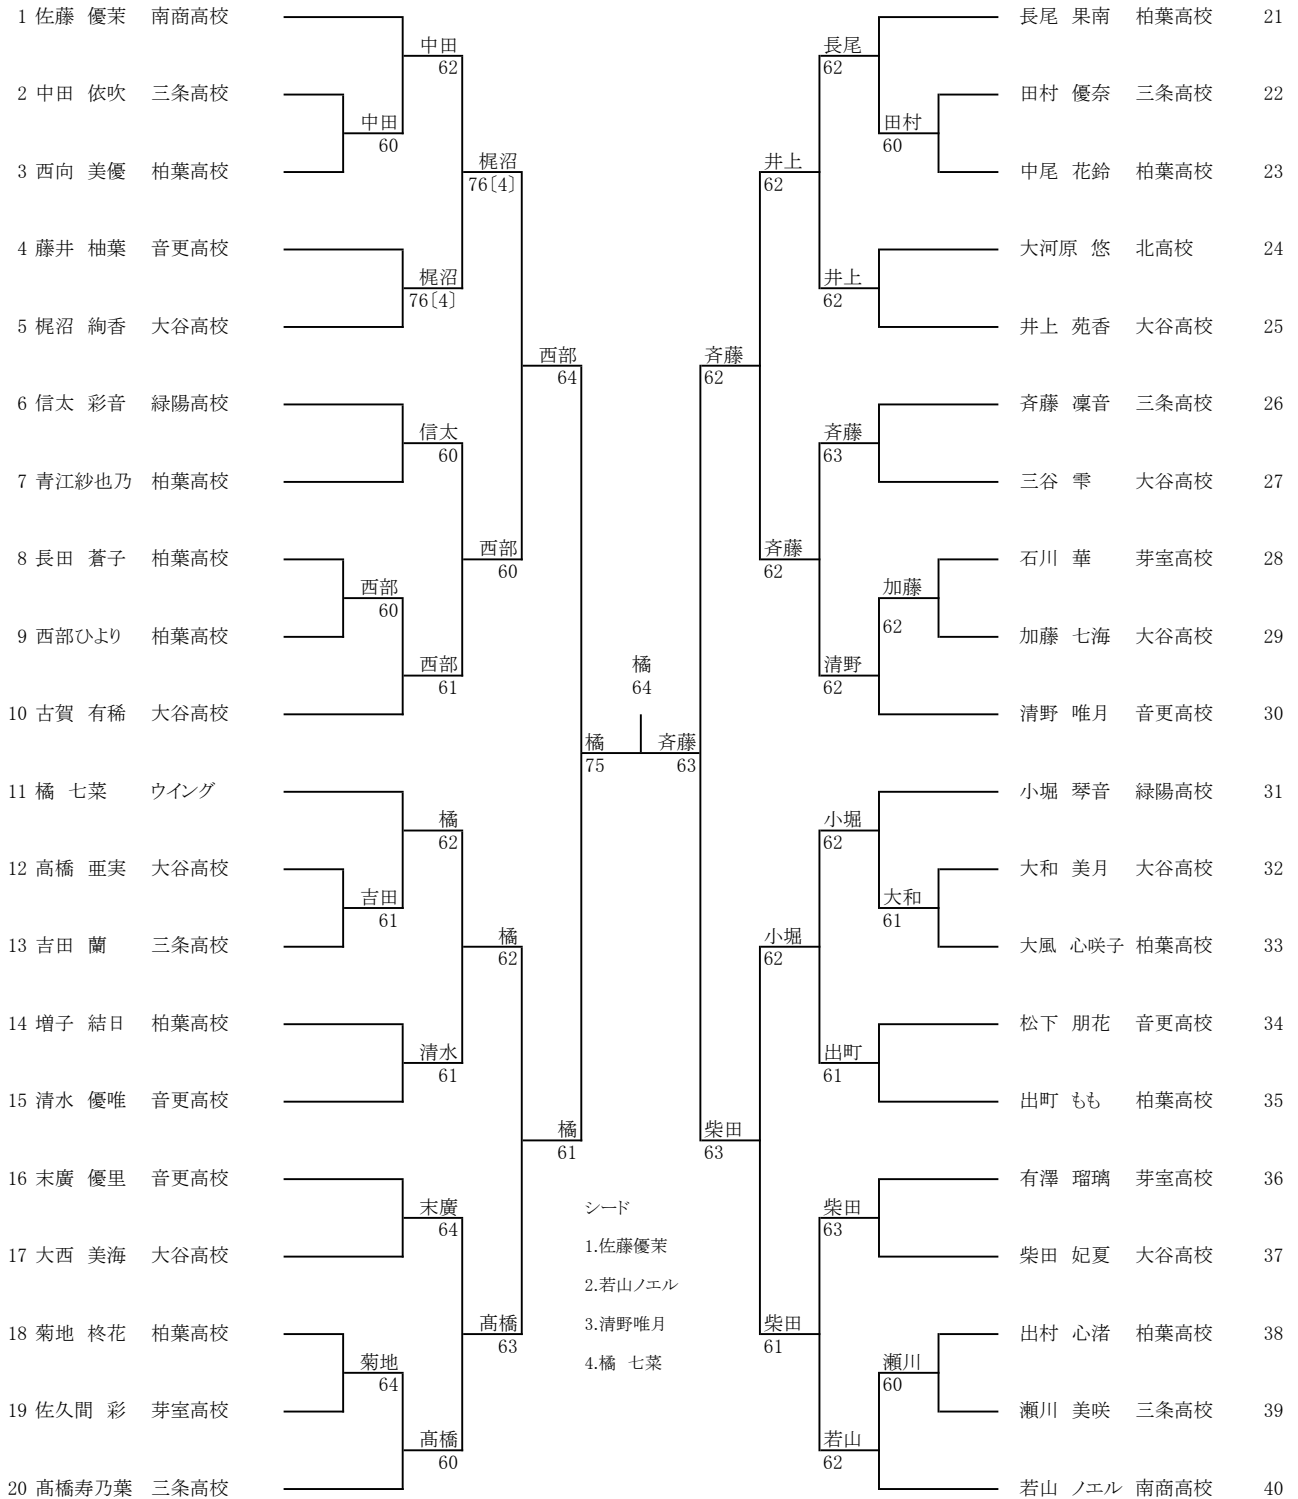 1 佐藤 優茉 南商高校
長尾 果南 柏葉高校 21
中田
62
長尾
62
2 中田 依吹 三条高校
田村 優奈 三条高校 22
中田
60
田村
60
3 西向 美優 柏葉高校
中尾 花鈴 柏葉高校 23
梶沼
76〔4〕
井上
62
4 藤井 柚葉 音更高校
大河原 悠 北高校 24
梶沼
76〔4〕
井上
62
5 梶沼 絢香 大谷高校
井上 苑香 大谷高校 25
西部
64
斉藤
62
6 信太 彩音 緑陽高校
斉藤 凜音 三条高校 26
信太
60
斉藤
63
7 青江紗也乃 柏葉高校
三谷 雫 大谷高校 27
8 長田 蒼子 柏葉高校
石川 華 芽室高校 28
西部
60
斉藤
62
西部
60
加藤
62
9 西部ひより 柏葉高校
加藤 七海 大谷高校 29
西部
61
橘
64
清野
62
10 古賀 有稀 大谷高校
清野 唯月 音更高校 30
橘
75
斉藤
63
11 橘 七菜 ウイング
小堀 琴音 緑陽高校 31
橘
62
小堀
62
12 高橋 亜実 大谷高校
大和 美月 大谷高校 32
吉田
61
大和
61
13 吉田 蘭 三条高校
大風 心咲子 柏葉高校 33
橘
62
小堀
62
14 増子 結日 柏葉高校
松下 朋花 音更高校 34
清水
61
出町
61
15 清水 優唯 音更高校
出町 もも 柏葉高校 35
橘
61
柴田
63
16 末廣 優里 音更高校
有澤 瑠璃 芽室高校 36
末廣
64
シード
柴田
63
17 大西 美海 大谷高校
1.佐藤優茉
柴田 妃夏 大谷高校 37
2.若山ノエル
18 菊地 柊花 柏葉高校
出村 心渚 柏葉高校 38
髙橋
63
3.清野唯月
柴田
61
菊地
64
4.橘 七菜
瀬川
60
19 佐久間 彩 芽室高校
瀬川 美咲 三条高校 39
髙橋
60
若山
62
20 髙橋寿乃葉 三条高校
若山 ノエル 南商高校 40